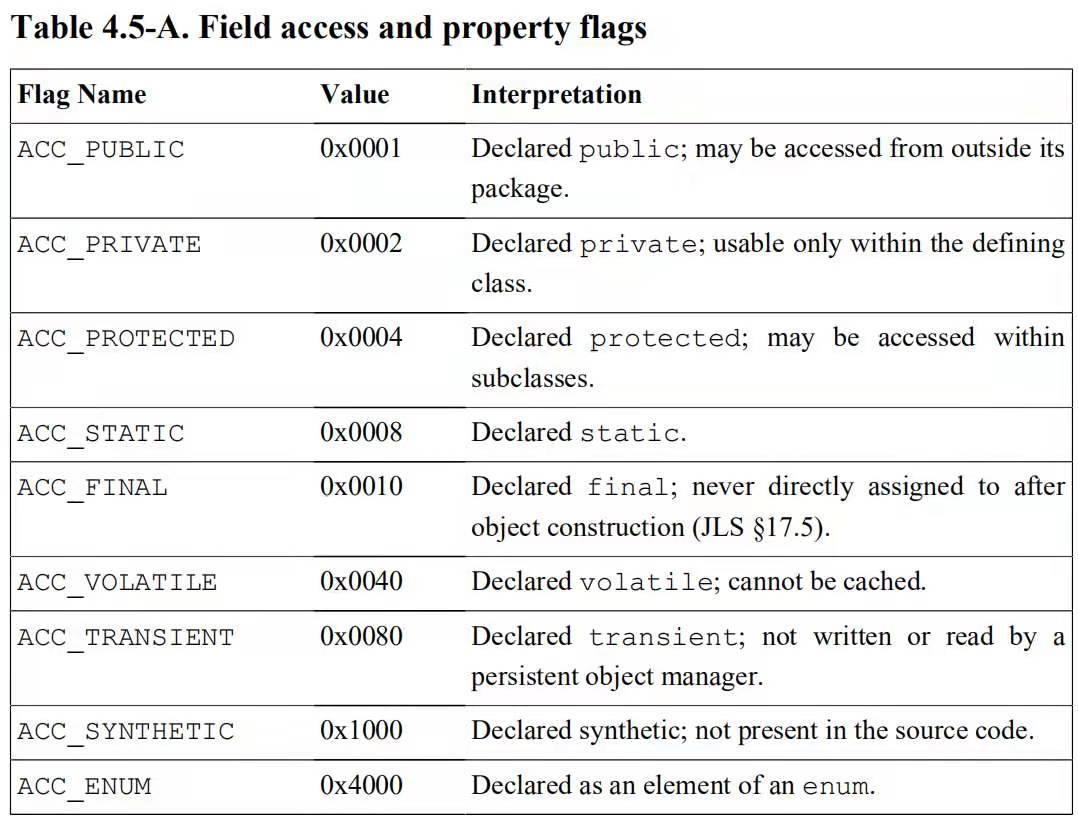 Table 4.5-A. Field access and property flags
Flag Name Value Interpretation
ACC_PUBLIC 0x0001 Declared public; may be accessed from outside its
package.
ACC_PRIVATE 0x0002 Declared private; usable only within the defining
class.
ACC_PROTECTED 0x0004 Declared protected; may be accessed within
subclasses.
ACC_STATIC 0x0008 Declared static.
ACC_FINAL 0x0010 Declared final; never directly assigned to after
object construction (JLS §17.5).
ACC_VOLATILE 0x0040 Declared volatile; cannot be cached.
ACC_TRANSIENT 0x0080 Declared transient; not written or read by a
persistent object manager.
ACC_SYNTHETIC 0x1000 Declared synthetic; not present in the source code.
ACC_ENUM 0x4000 Declared as an element of an enum.